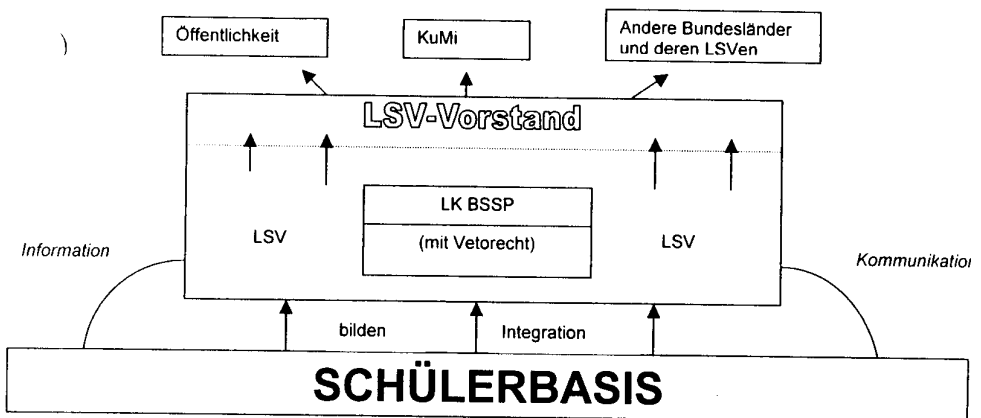 Öffentlichkeit
KuMi
Andere Bundesländer
und deren LSVen
LSV-Vorstand
LK BSSP
(mit Vetorecht)
LSV
LSV
Information
Kommunikation
bilden
Integration
SCHÜLERBASIS